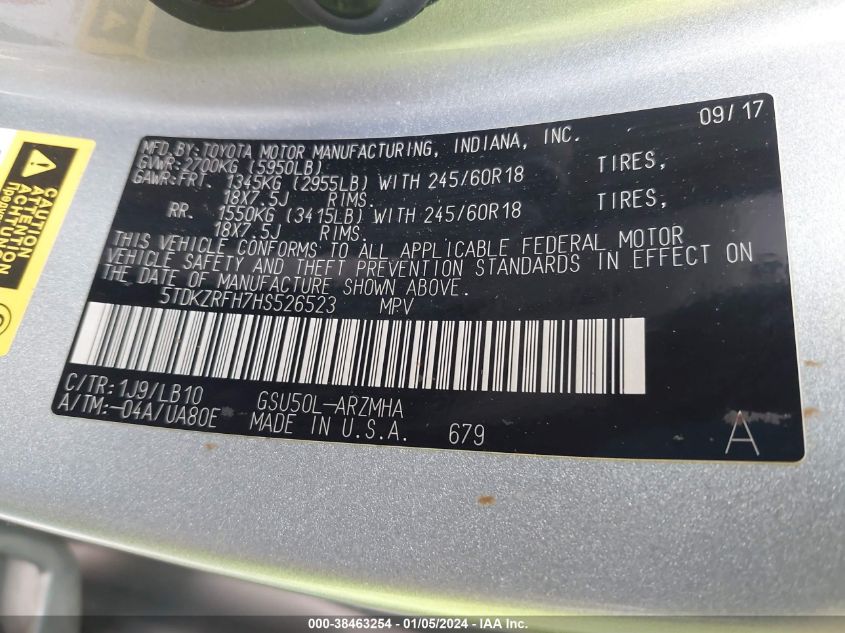 09/17
MFD.BY:TOYOTA MOTOR MANUFACTURING, INDIANA, INC.
GVWR:2700KG (5950LB)
GAWR:FRT. 1345KG (2955LB) WITH 245/60R18 TIRES,
18X7.5J RIMS.
RR. 1550KG (3415LB) WITH 245/60R18 TIRES,
18X7.5J RIMS.
THIS VEHICLE CONFORMS TO ALL APPLICABLE FEDERAL MOTOR
VEHICLE SAFETY AND THEFT PREVENTION STANDARDS IN EFFECT ON
THE DATE OF MANUFACTURE SHOWN ABOVE.
5TDKZRFH7HS526523 MPV
C/TR:1J9/LB10 GSU50L-ARZMHA
A/TM:-04A/UA80E MADE IN U.S.A. 679
A
CAUTION
ATT
ACHT
000-38463254 - 01/05/2024 - IAA Inc.